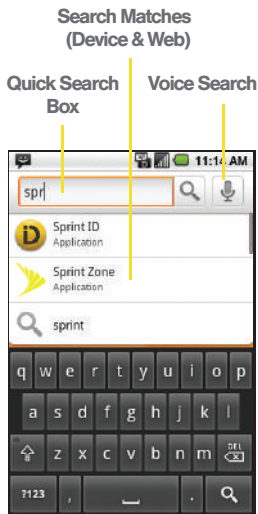 Search Matches
(Device & Web)
Quick Search
Box
Voice Search
11:14 AM
spr
Sprint ID
Application
Sprint Zone
Application
sprint
q w e r t y u i o p
a s d f g h j k l
z x c v b n m DEL
?123 , .